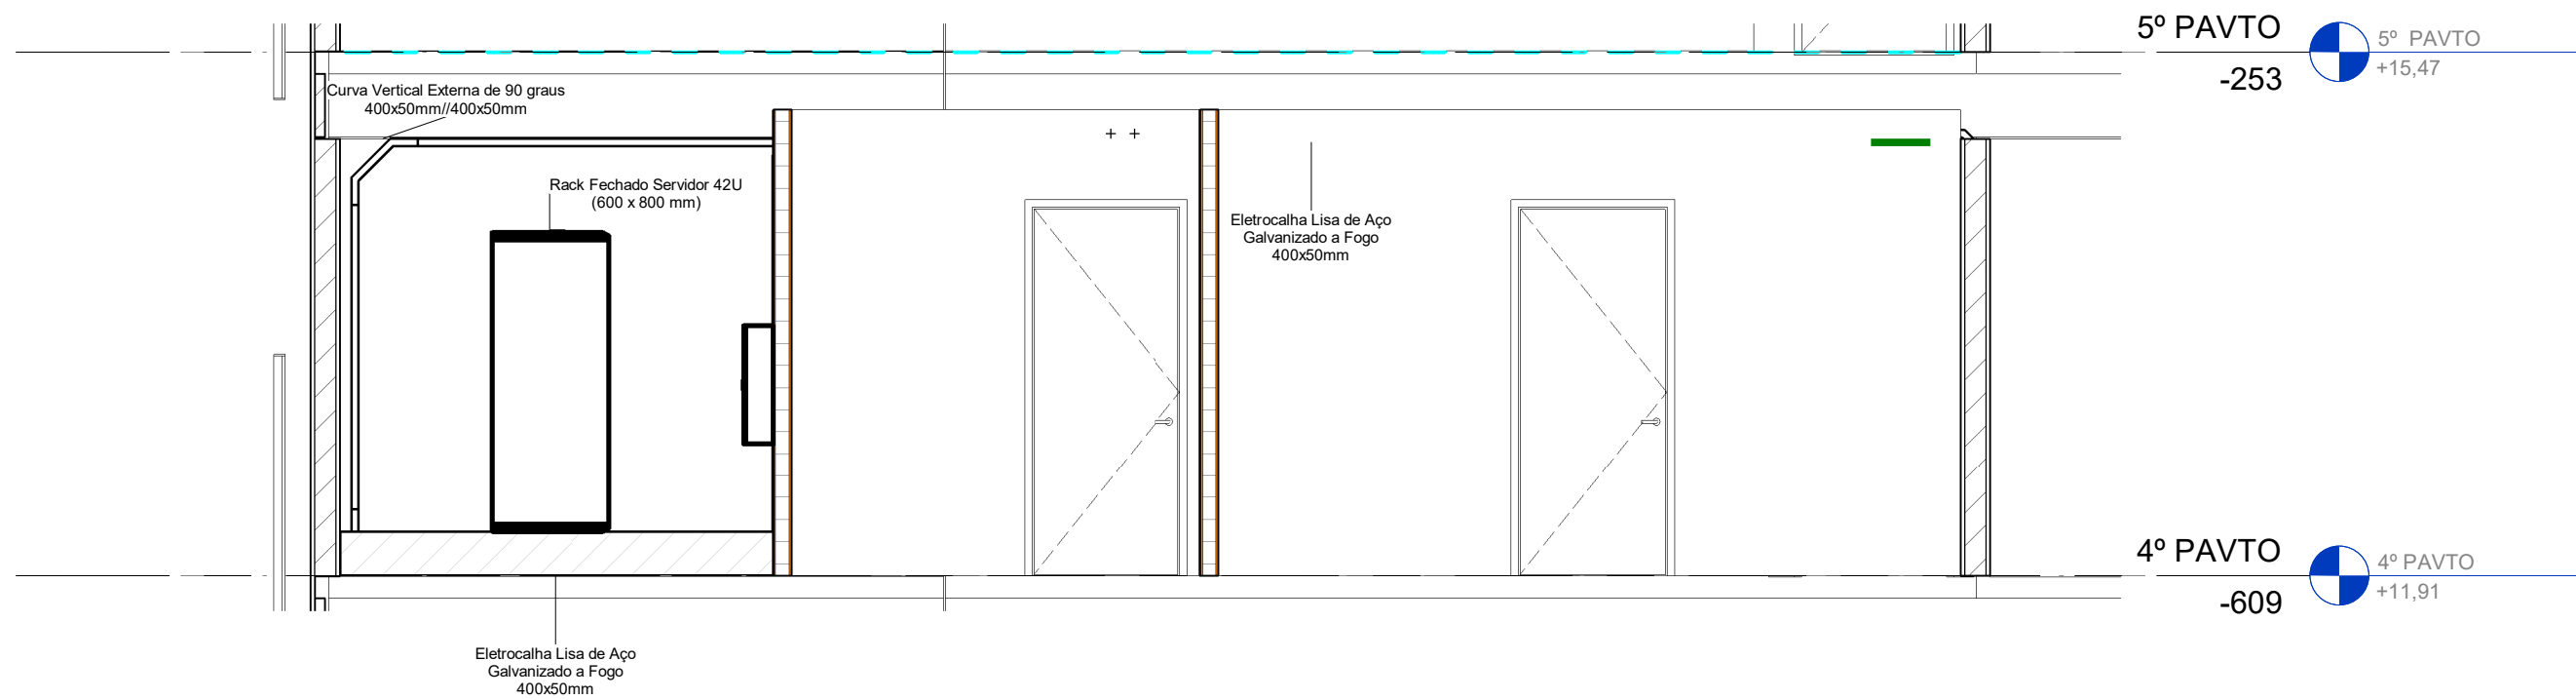 5º PAVTO
-253
5º PAVTO
+15,47
Curva Vertical Externa de 90 graus
400x50mm//400x50mm
Rack Fechado Servidor 42U
(600 x 800 mm)
Eletrocalha Lisa de Aço
Galvanizado a Fogo
400x50mm
4º PAVTO
-609
4º PAVTO
+11,91
Eletrocalha Lisa de Aço
Galvanizado a Fogo
400x50mm